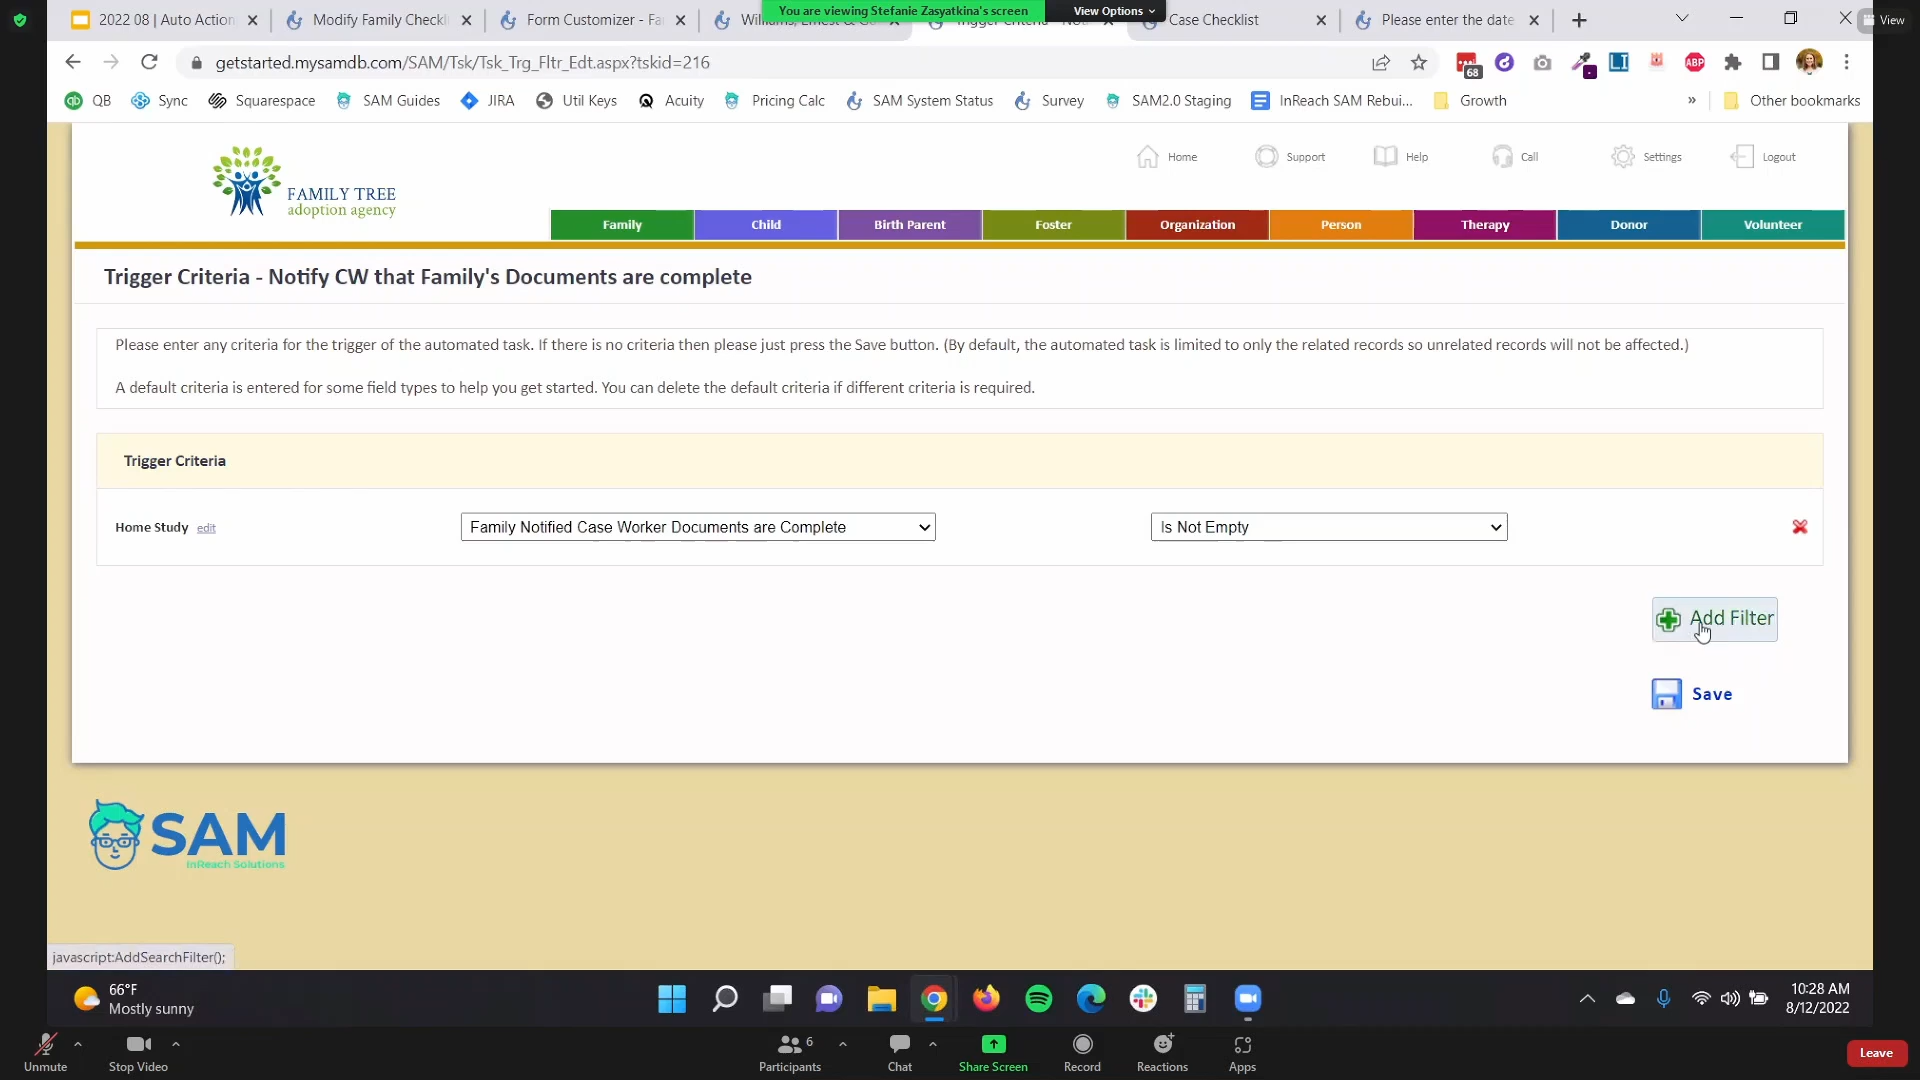 2022 08 | Auto Action
Modify Family Checkl
Form Customizer - Fa
Williams, Ernest &
You are viewing Stefanie Zasyatkina's screen
View Options
Trigger Criteria
Case Checklist
Please enter the date
View
getstarted.mysamdb.com/SAM/Tsk/Tsk_Trg_Fltr_Edt.aspx?tskid=216
68
LI
ABP
QB
Sync
Squarespace
SAM Guides
JIRA
Util Keys
Acuity
Pricing Calc
SAM System Status
Survey
SAM2.0 Staging
InReach SAM Rebui...
Growth
»
Other bookmarks
FAMILY TREE
adoption agency
Home
Support
Help
Call
Settings
Logout
Family
Child
Birth Parent
Foster
Organization
Person
Therapy
Donor
Volunteer
Trigger Criteria - Notify CW that Family's Documents are complete
Please enter any criteria for the trigger of the automated task. If there is no criteria then please just press the Save button. (By default, the automated task is limited to only the related records so unrelated records will not be affected.)
A default criteria is entered for some field types to help you get started. You can delete the default criteria if different criteria is required.
Trigger Criteria
Home Study edit
Family Notified Case Worker Documents are Complete
Is Not Empty
Add Filter
Save
SAM
InReach Solutions
javascript:AddSearchFilter();
66°F
Mostly sunny
10:28 AM
8/12/2022
Unmute
Stop Video
Participants
6
Chat
Share Screen
Record
Reactions
Apps
Leave